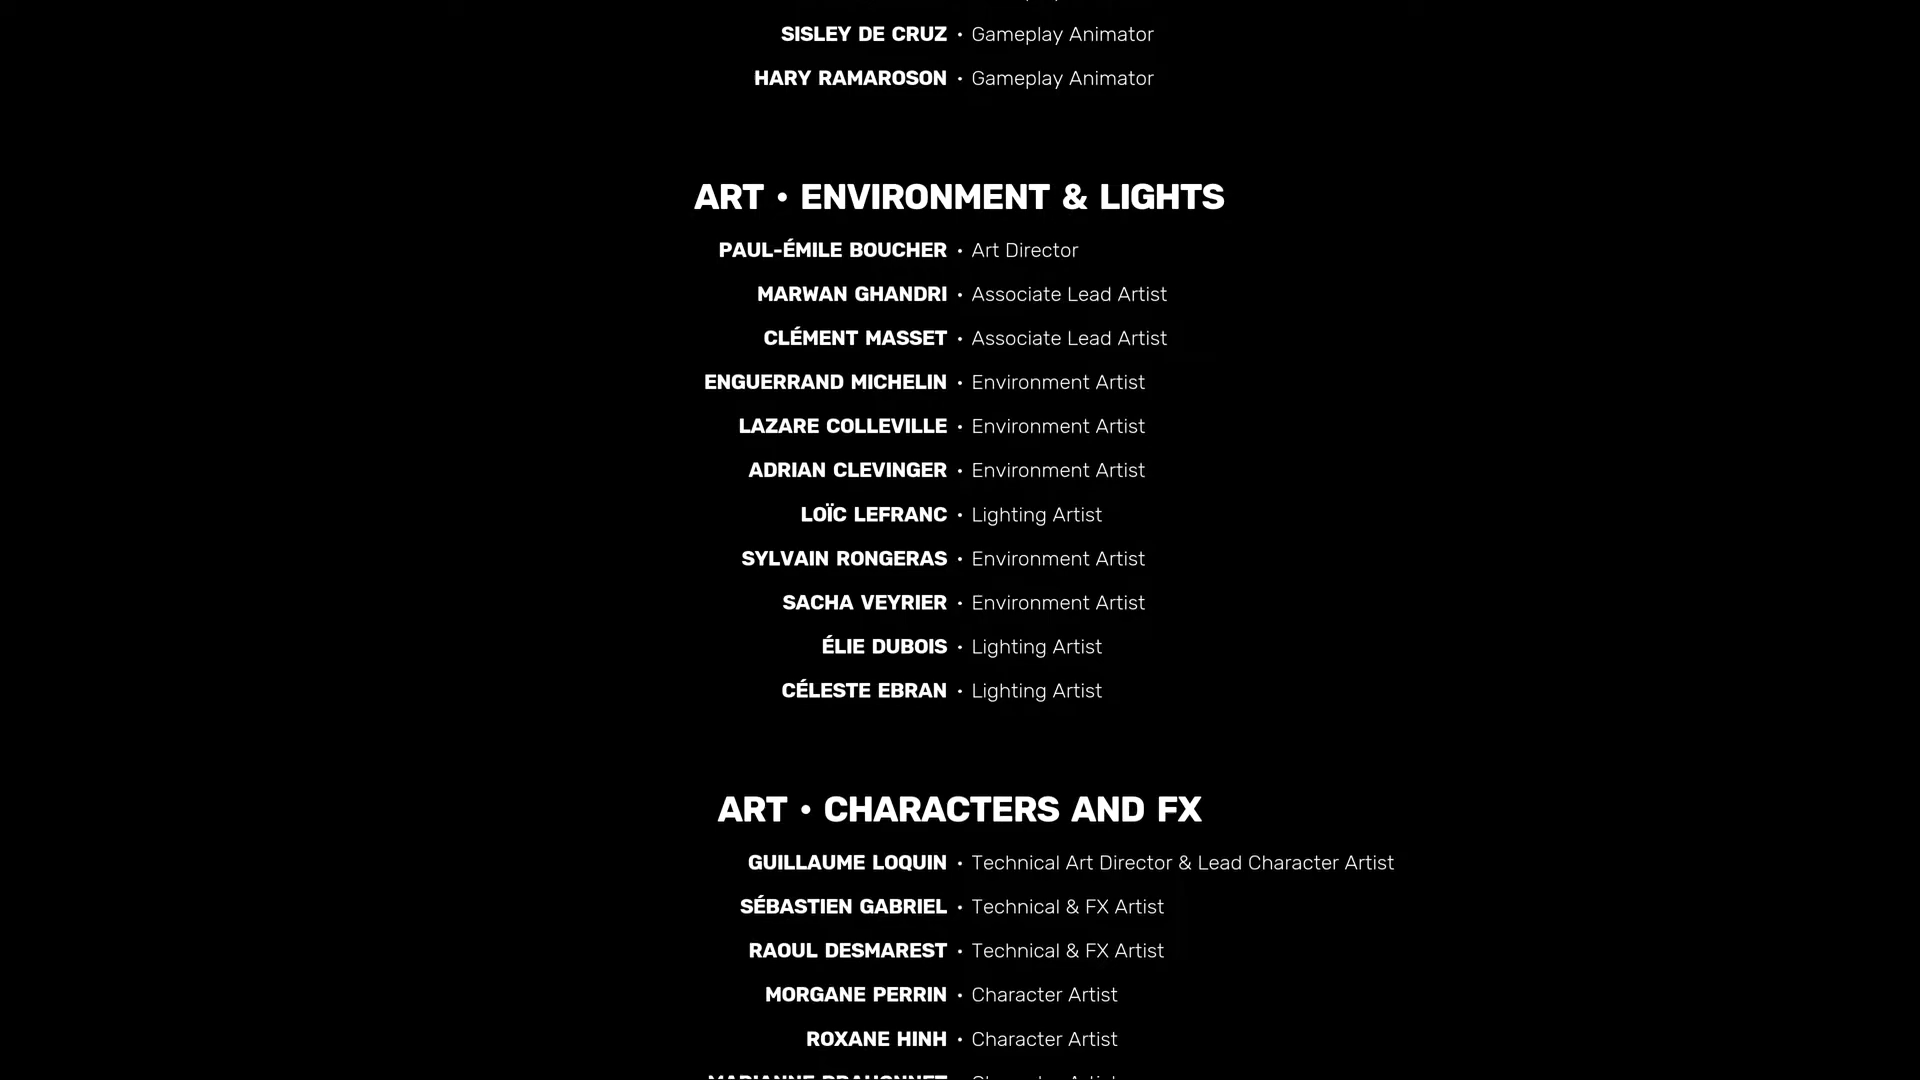 SISLEY DE CRUZ • Gameplay Animator
HARY RAMAROSON • Gameplay Animator
ART • ENVIRONMENT & LIGHTS
PAUL-ÉMILE BOUCHER • Art Director
MARWAN GHANDRI • Associate Lead Artist
CLÉMENT MASSET • Associate Lead Artist
ENGUERRAND MICHELIN • Environment Artist
LAZARE COLLEVILLE • Environment Artist
ADRIAN CLEVINGER • Environment Artist
LOÏC LEFRANC • Lighting Artist
SYLVAIN RONGERAS • Environment Artist
SACHA VEYRIER • Environment Artist
ÉLIE DUBOIS • Lighting Artist
CÉLESTE EBRAN • Lighting Artist
ART • CHARACTERS AND FX
GUILLAUME LOQUIN • Technical Art Director & Lead Character Artist
SÉBASTIEN GABRIEL • Technical & FX Artist
RAOUL DESMAREST • Technical & FX Artist
MORGANE PERRIN • Character Artist
ROXANE HINH • Character Artist